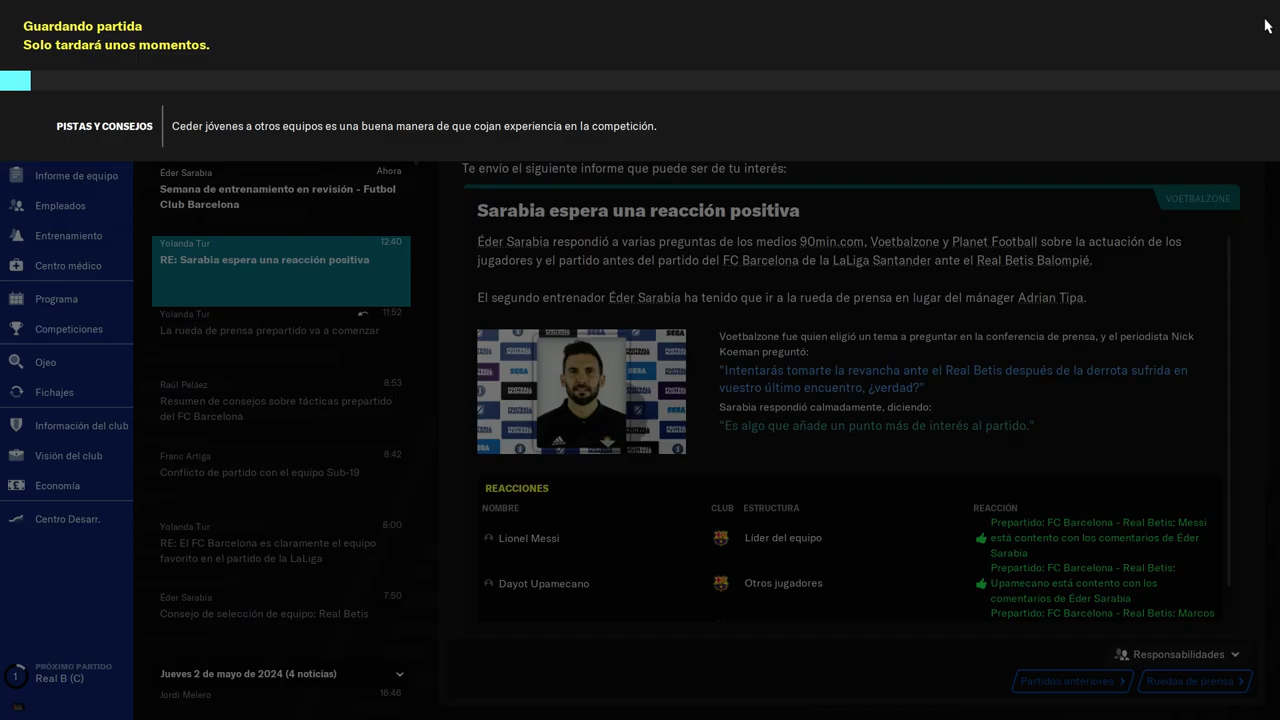 Guardando partida
Solo tardará unos momentos.
PISTAS Y CONSEJOS
Ceder jóvenes a otros equipos es una buena manera de que cojan experiencia en la competición.
Informe de equipo
Empleados
Entrenamiento
Centro médico
Programa
Competiciones
Ojeo
Fichajes
Información del club
Visión del club
Economía
Centro Desarr.
PRÓXIMO PARTIDO
1
Real B (C)
Éder Sarabia
Ahora
Semana de entrenamiento en revisión - Futbol
Club Barcelona
Yolanda Tur
12:40
RE: Sarabia espera una reacción positiva
Yolanda Tur
11:52
La rueda de prensa prepartido va a comenzar
Raúl Peláez
8:53
Resumen de consejos sobre tácticas prepartido
del FC Barcelona
Franc Artiga
8:42
Conflicto de partido con el equipo Sub-19
Yolanda Tur
8:00
RE: El FC Barcelona es claramente el equipo
favorito en el partido de la LaLiga
Éder Sarabia
7:50
Consejo de selección de equipo: Real Betis
Jueves 2 de mayo de 2024 (4 noticias)
Jordi Melero
16:46
Te envío el siguiente informe que puede ser de tu interés:
VOETBALZONE
Sarabia espera una reacción positiva
Éder Sarabia respondió a varias preguntas de los medios 90min.com, Voetbalzone y Planet Football sobre la actuación de los
jugadores y el partido antes del partido del FC Barcelona de la LaLiga Santander ante el Real Betis Balompié.
El segundo entrenador Éder Sarabia ha tenido que ir a la rueda de prensa en lugar del mánager Adrian Tipa.
Voetbalzone fue quien eligió un tema a preguntar en la conferencia de prensa, y el periodista Nick
Koeman preguntó:
"Intentarás tomarte la revancha ante el Real Betis después de la derrota sufrida en
vuestro último encuentro, ¿verdad?"
Sarabia respondió calmadamente, diciendo:
"Es algo que añade un punto más de interés al partido."
REACCIONES
NOMBRE
CLUB
ESTRUCTURA
REACCIÓN
Lionel Messi
Líder del equipo
Prepartido: FC Barcelona - Real Betis: Messi
está contento con los comentarios de Éder
Sarabia
Dayot Upamecano
Otros jugadores
Prepartido: FC Barcelona - Real Betis:
Upamecano está contento con los
comentarios de Éder Sarabia
Prepartido: FC Barcelona - Real Betis: Marcos
Responsabilidades
Partidos anteriores
Ruedas de prensa